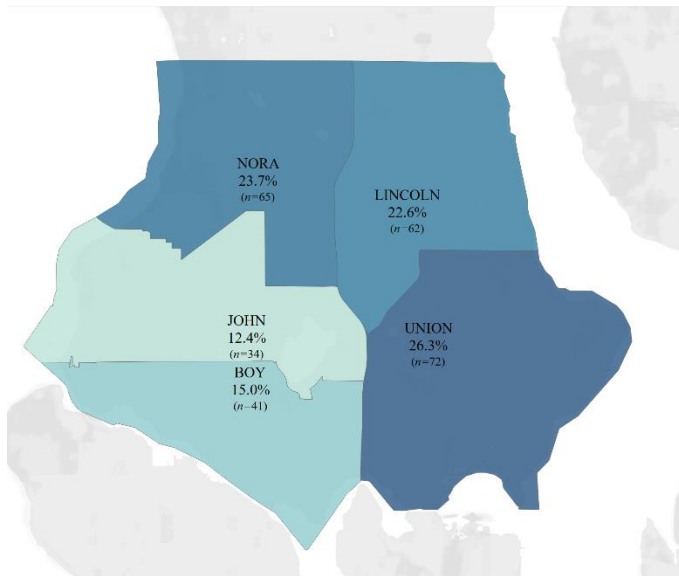 NORA
23.7%
(n=65)
LINCOLN
22.6%
(n=62)
JOHN
12.4%
(n=34)
UNION
26.3%
(n=72)
BOY
15.0%
(n=41)